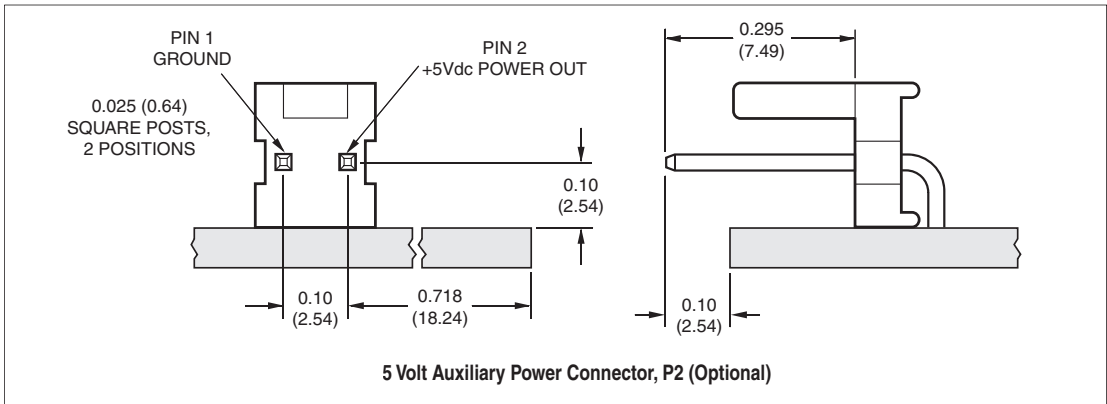 PIN 1
GROUND
PIN 2
+5Vdc POWER OUT
0.025 (0.64)
SQUARE POSTS,
2 POSITIONS
0.10
(2.54)
0.10
(2.54)
0.718
(18.24)
0.295
(7.49)
0.10
(2.54)
5 Volt Auxiliary Power Connector, P2 (Optional)